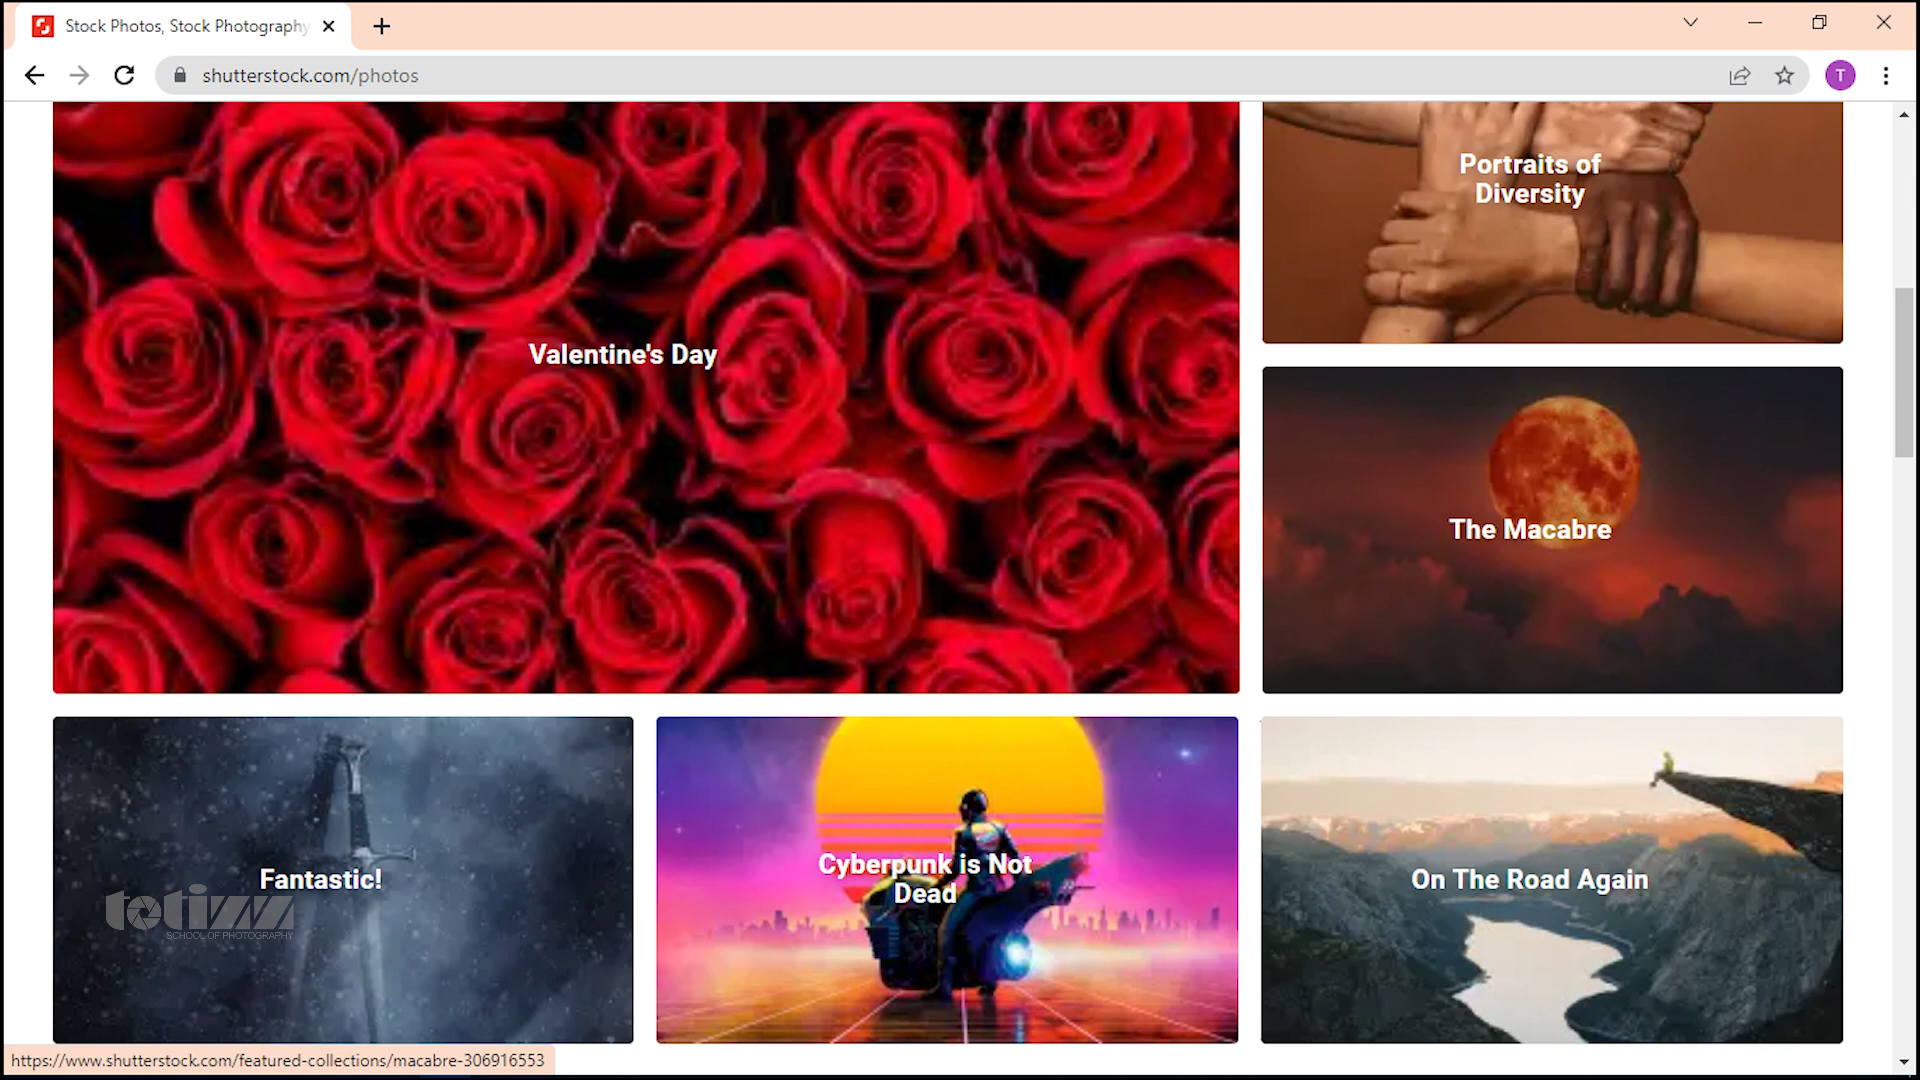 Stock Photos, Stock Photography
shutterstock.com/photos
T
Portraits of
Diversity
Valentine's Day
The Macabre
Fantastic!
Cyberpunk is Not
Dead
On The Road Again
tetizm
SCHOOL OF PHOTOGRAPHY
https://www.shutterstock.com/featured-collections/macabre-306916553